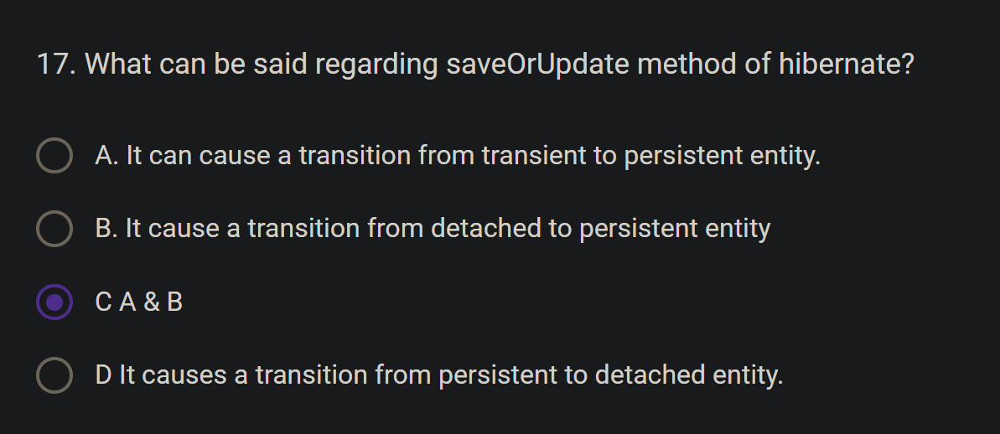 17. What can be said regarding saveOrUpdate method of hibernate?
A. It can cause a transition from transient to persistent entity.
B. It cause a transition from detached to persistent entity
C A & B
D It causes a transition from persistent to detached entity.